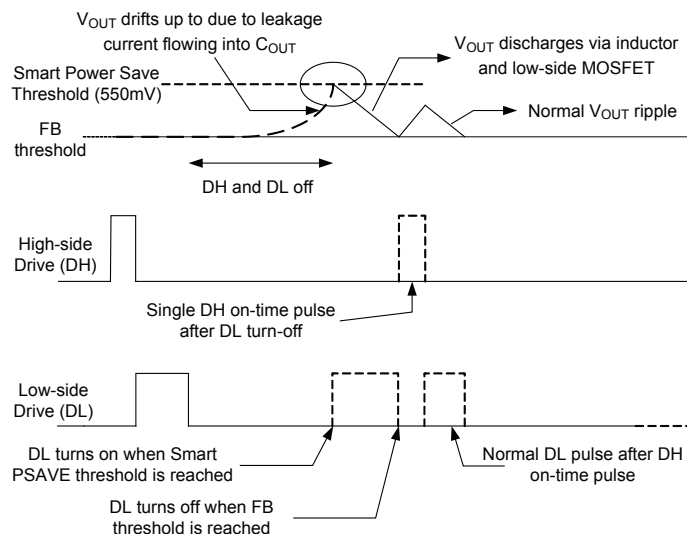 VOUT drifts up to due to leakage
current flowing into COUT
VOUT discharges via inductor
and low-side MOSFET
Smart Power Save
Threshold (550mV)
Normal VOUT ripple
FB
threshold
DH and DL off
High-side
Drive (DH)
Single DH on-time pulse
after DL turn-off
Low-side
Drive (DL)
DL turns on when Smart
PSAVE threshold is reached
Normal DL pulse after DH
on-time pulse
DL turns off when FB
threshold is reached